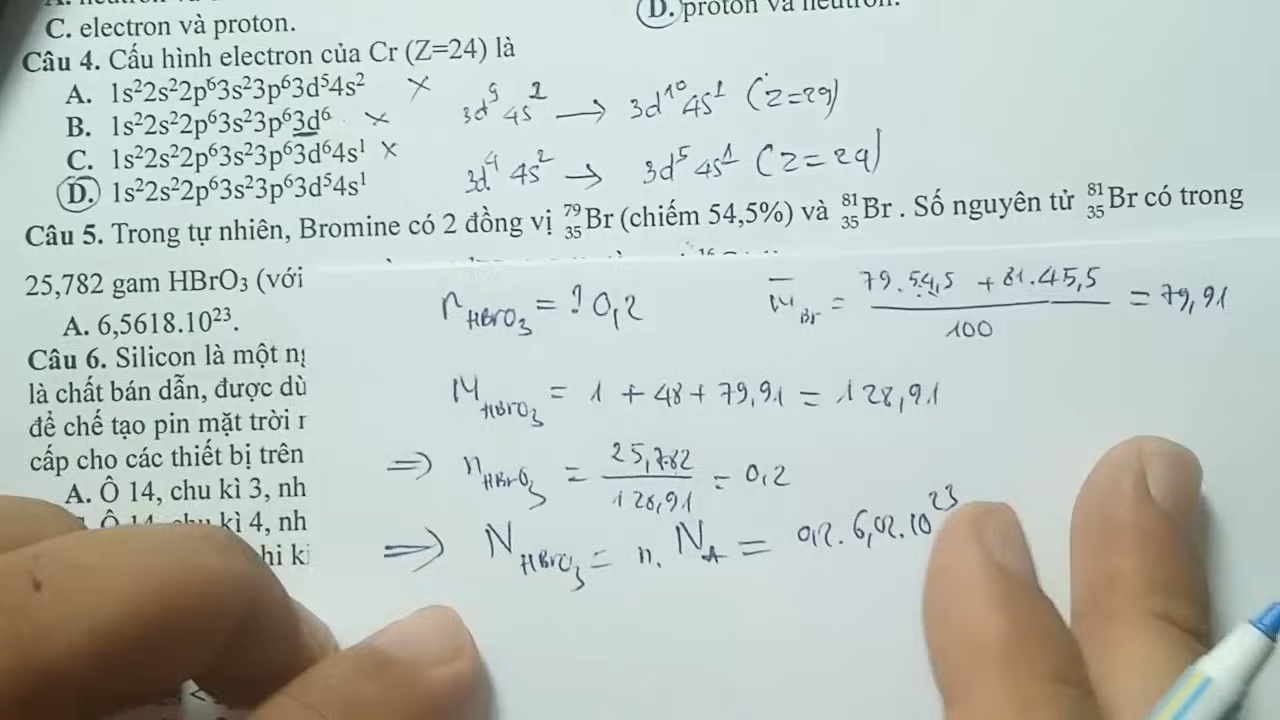 C. electron và proton.
D. proton và neutron.
Câu 4. Cấu hình electron của Cr (Z=24) là
A. 1s²2s²2p⁶3s²3p⁶3d⁵4s² ×
B. 1s²2s²2p⁶3s²3p⁶3d⁶ ×
C. 1s²2s²2p⁶3s²3p⁶3d⁶4s¹ ×
D. 1s²2s²2p⁶3s²3p⁶3d⁵4s¹
3d⁹ 4s² → 3d¹⁰ 4s¹ (Z=29)
3d⁴ 4s² → 3d⁵ 4s¹ (Z=24)
Câu 5. Trong tự nhiên, Bromine có 2 đồng vị ⁷⁹₃₅Br (chiếm 54,5%) và ⁸¹₃₅Br . Số nguyên tử ⁸¹₃₅Br có trong
25,782 gam HBrO₃ (với
A. 6,5618.10²³.
Câu 6. Silicon là một
là chất bán dẫn, được dù
để chế tạo pin mặt trời
cấp cho các thiết bị trên
A. Ô 14, chu kì 3, nh
kì 4, nh
n HBrO₃ = ? 0,2
M̅ Br = (79.54,5 + 81.45,5) / 100 = 79,91
M HBrO₃ = 1 + 48 + 79,91 = 128,91
⇒ n HBrO₃ = 25,782 / 128,91 = 0,2
⇒ N HBrO₃ = n. N_A = 0,2. 6,02.10²³